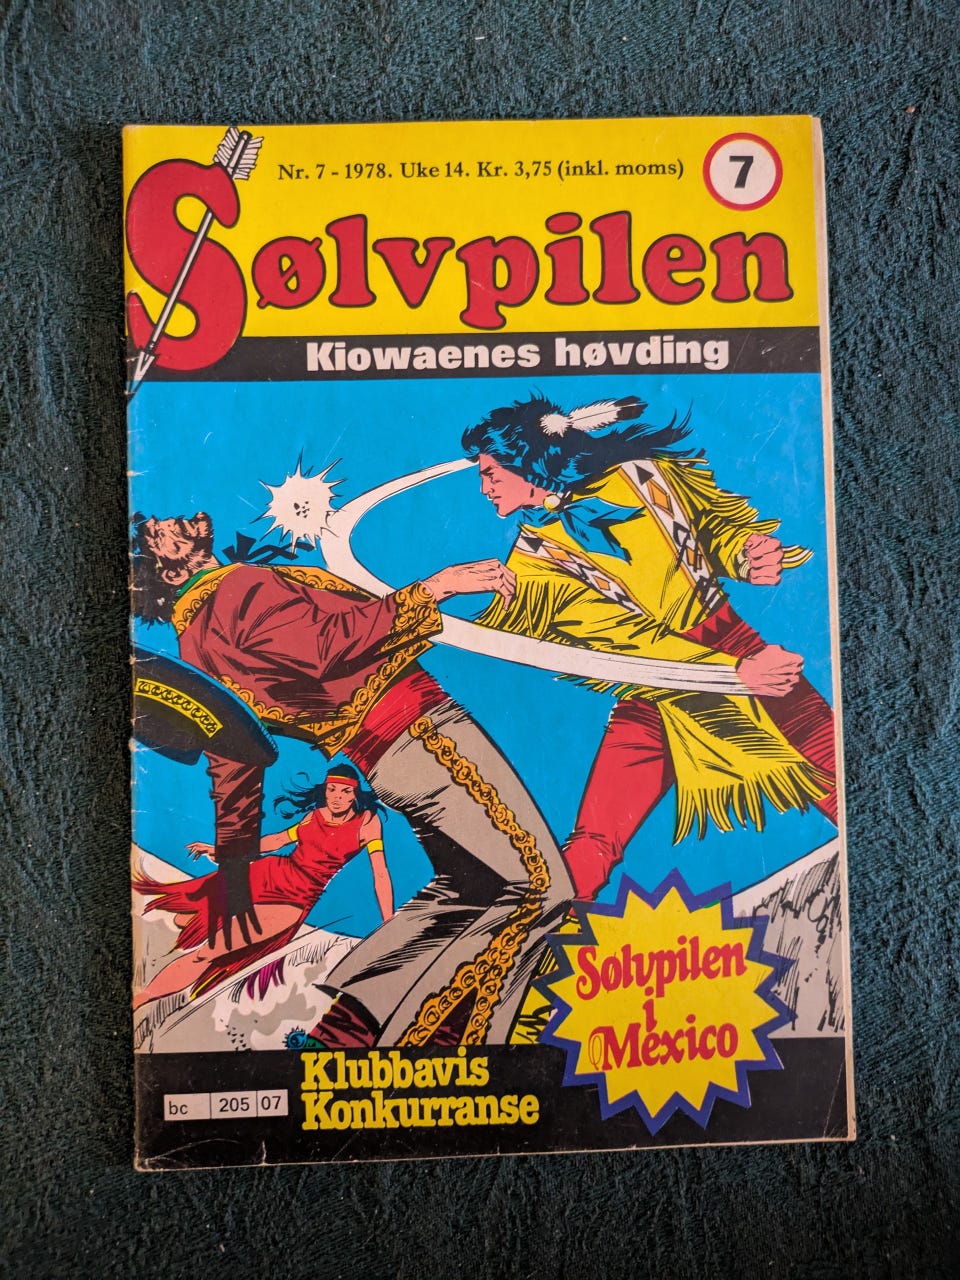 Nr. 7 - 1978. Uke 14. Kr. 3,75 (inkl. moms)
7
Sølvpilen
Kiowaenes høvding
Sølvpilen
i
Mexico
Klubbavis
Konkurranse
bc 205 07